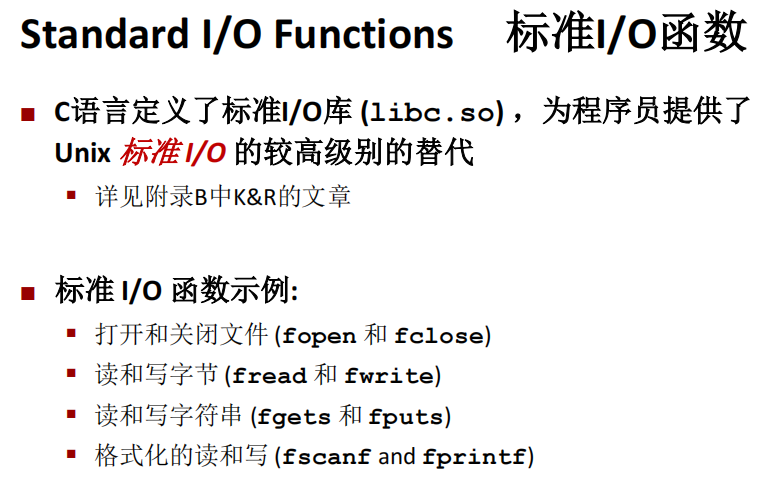 Standard I/O Functions 标准I/O函数
■ C语言定义了标准I/O库 (libc.so) ，为程序员提供了
Unix 标准 I/O 的较高级别的替代
▪ 详见附录B中K&R的文章
■ 标准 I/O 函数示例:
▪ 打开和关闭文件 (fopen 和 fclose)
▪ 读和写字节 (fread 和 fwrite)
▪ 读和写字符串 (fgets 和 fputs)
▪ 格式化的读和写 (fscanf and fprintf)